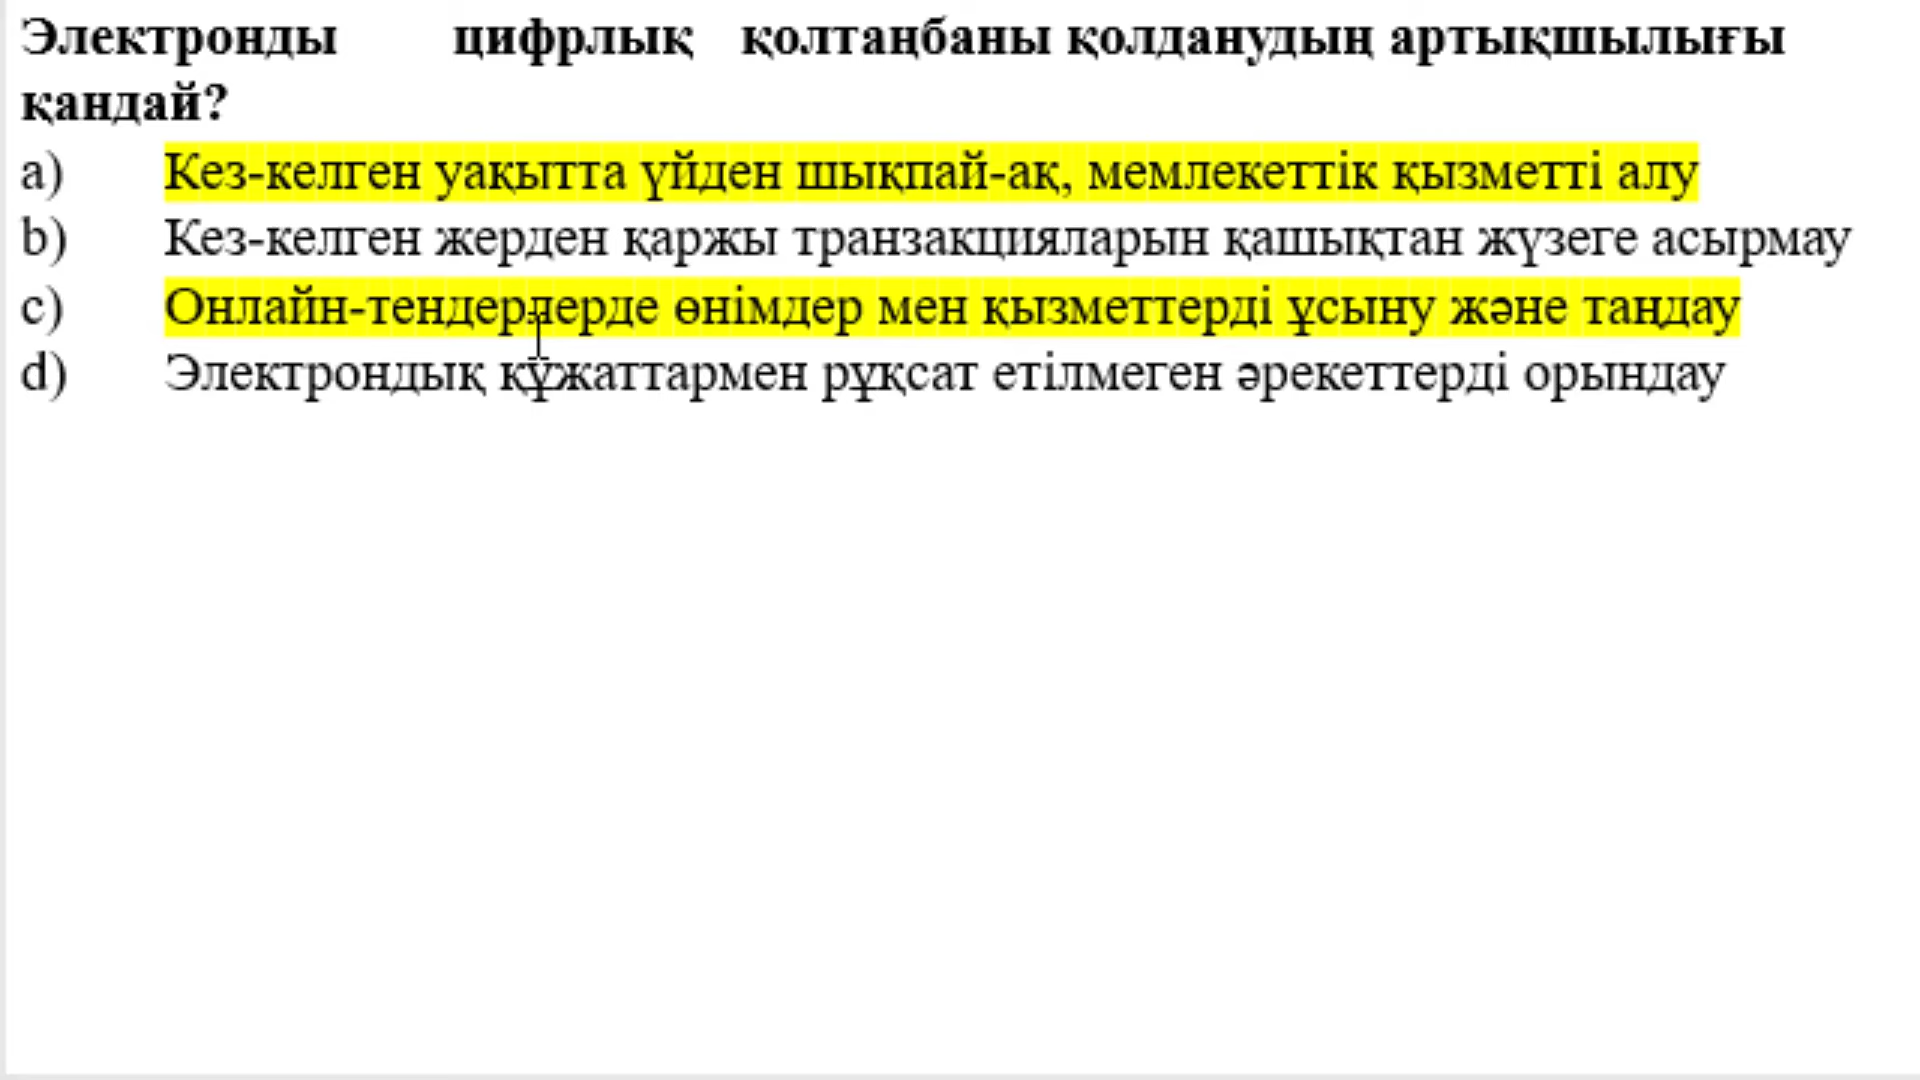 Электронды цифрлық қолтаңбаны қолданудың артықшылығы
қандай?
a) Кез-келген уақытта үйден шықпай-ақ, мемлекеттік қызметті алу
b) Кез-келген жерден қаржы транзакцияларын қашықтан жүзеге асырмау
c) Онлайн-тендерлерде өнімдер мен қызметтерді ұсыну және таңдау
d) Электрондық құжаттармен рұқсат етілмеген әрекеттерді орындау